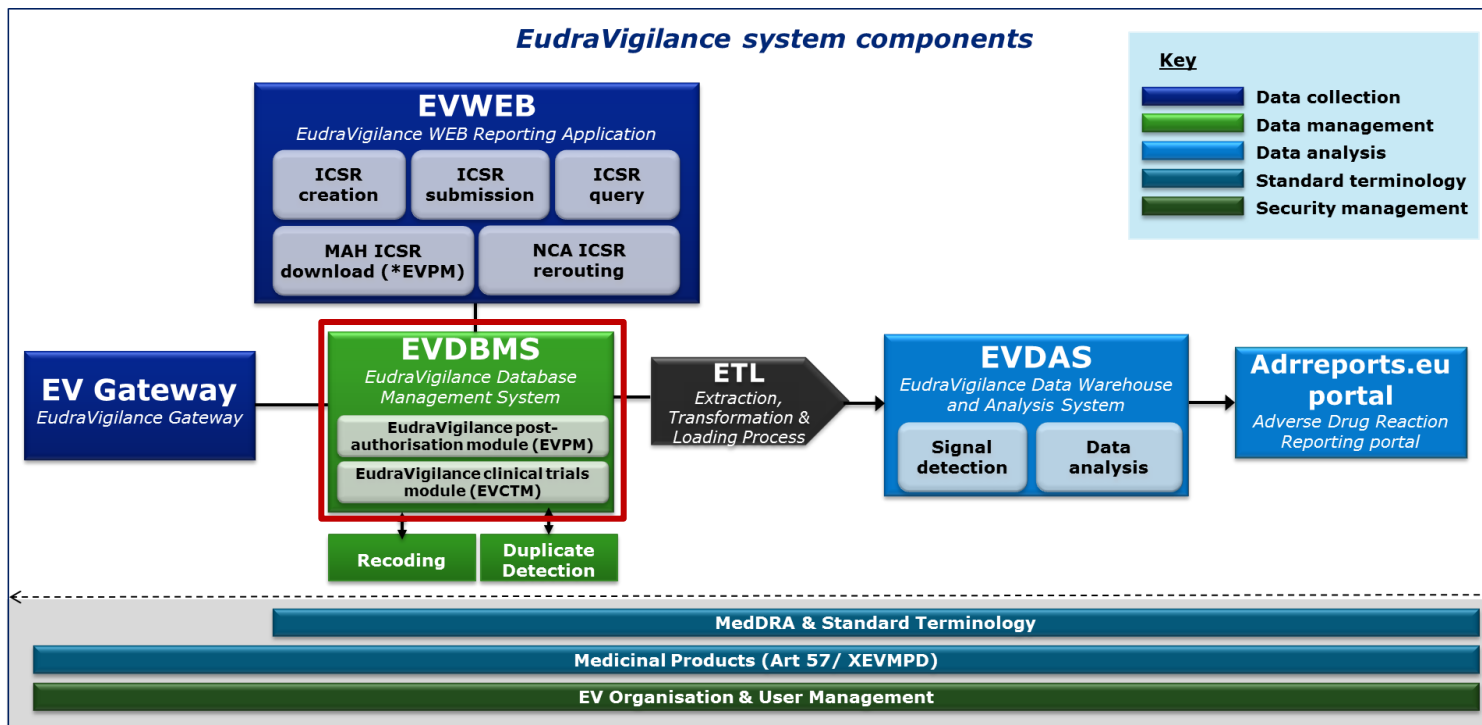 EudraVigilance system components
Key
Data collection
Data management
Data analysis
Standard terminology
Security management
EVWEB
EudraVigilance WEB Reporting Application
ICSR
creation
ICSR
submission
ICSR
query
MAH ICSR
download (*EVPM)
NCA ICSR
rerouting
EV Gateway
EudraVigilance Gateway
EVDBMS
EudraVigilance Database
Management System
EudraVigilance post-
authorisation module (EVPM)
EudraVigilance clinical trials
module (EVCTM)
Recoding
Duplicate
Detection
ETL
Extraction,
Transformation &
Loading Process
EVDAS
EudraVigilance Data Warehouse
and Analysis System
Signal
detection
Data
analysis
Adrreports.eu
portal
Adverse Drug Reaction
Reporting portal
MedDRA & Standard Terminology
Medicinal Products (Art 57/ XEVMPD)
EV Organisation & User Management